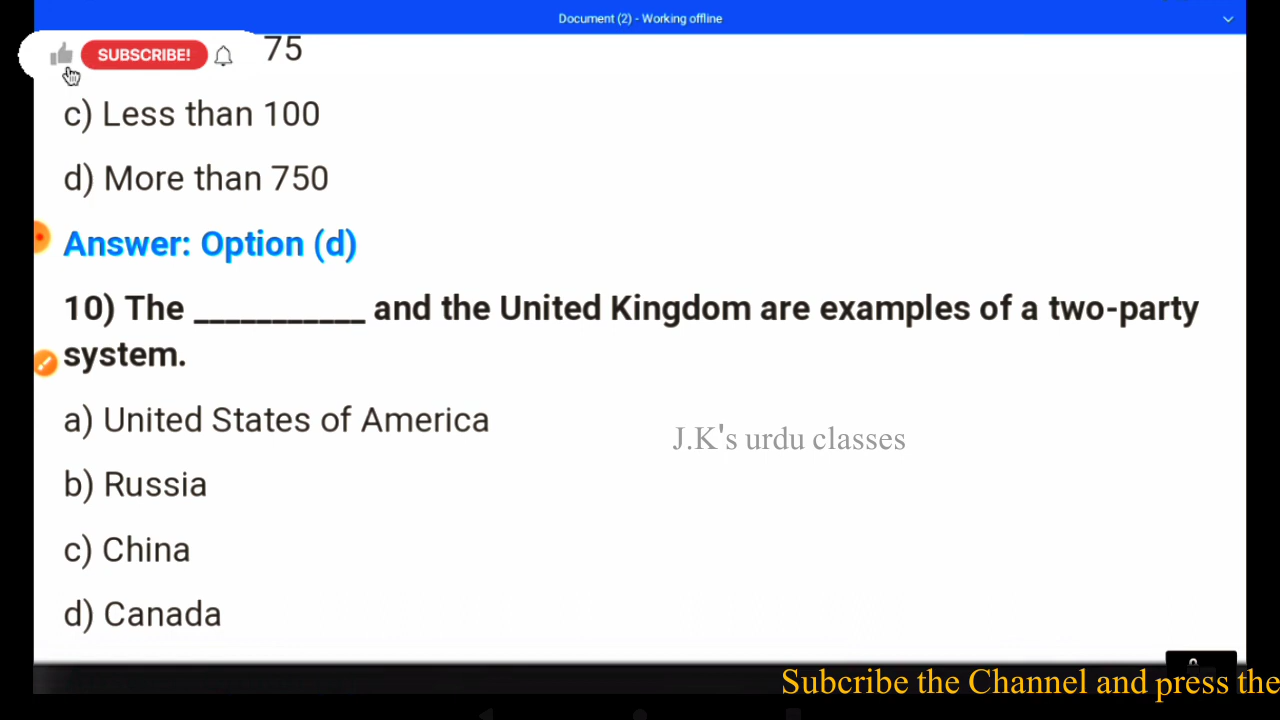 Document (2) - Working offline
SUBSCRIBE! 75
c) Less than 100
d) More than 750
Answer: Option (d)
10) The ___________ and the United Kingdom are examples of a two-party
system.
a) United States of America
J.K's urdu classes
b) Russia
c) China
d) Canada
Subcribe the Channel and press the